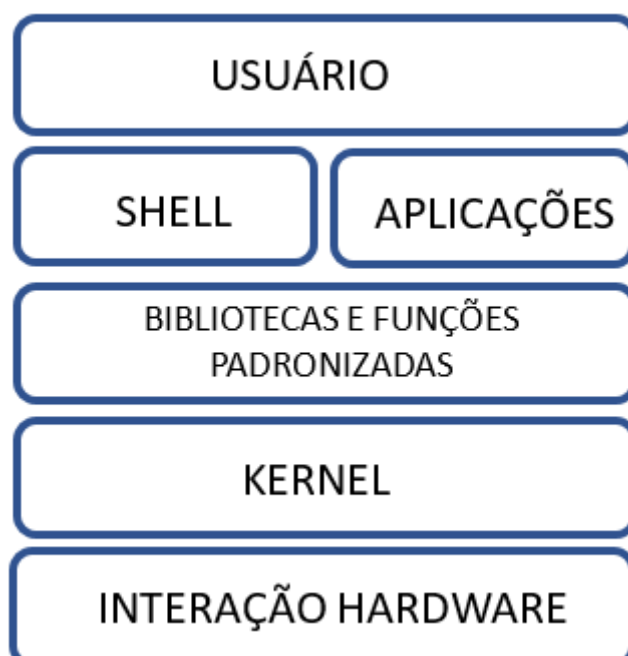 USUÁRIO
SHELL
APLICAÇÕES
BIBLIOTECAS E FUNÇÕES
PADRONIZADAS
KERNEL
INTERAÇÃO HARDWARE